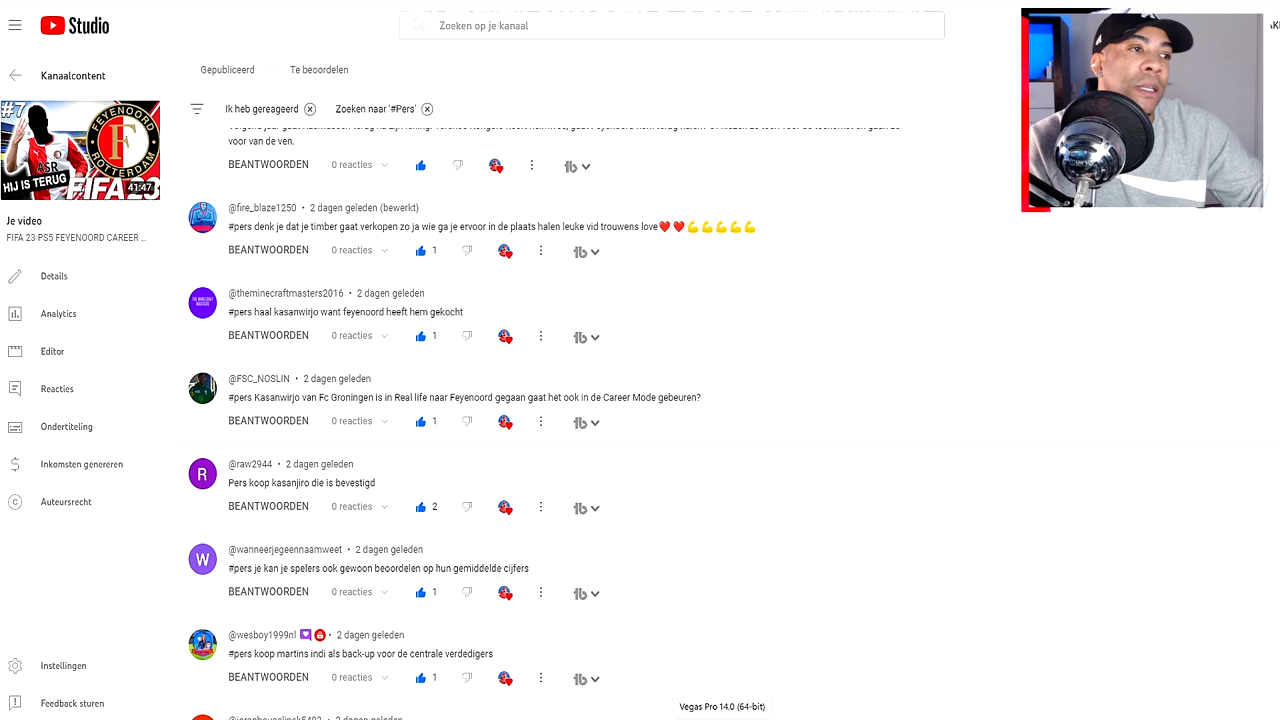 Studio
Zoeken op je kanaal
Kanaalcontent
Gepubliceerd
Te beoordelen
Ik heb gereageerd
Zoeken naar '#Pers'
#7
FEYENOORD
ROTTERDAM
ASR
HIJ IS TERUG
FIFA 23
41:47
Je video
FIFA 23 PS5 FEYENOORD CAREER ...
Details
Analytics
Editor
Reacties
Ondertiteling
Inkomsten genereren
Auteursrecht
Instellingen
Feedback sturen
voor van de ven.
BEANTWOORDEN 0 reacties
@fire_blaze1250 • 2 dagen geleden (bewerkt)
#pers denk je dat je timber gaat verkopen zo ja wie ga je ervoor in de plaats halen leuke vid trouwens love❤️ ❤️💪💪💪💪💪
BEANTWOORDEN 0 reacties 1
@theminecraftmasters2016 • 2 dagen geleden
#pers haal kasanwirjo want feyenoord heeft hem gekocht
BEANTWOORDEN 0 reacties 1
@FSC_NOSLIN • 2 dagen geleden
#pers Kasanwirjo van Fc Groningen is in Real life naar Feyenoord gegaan gaat het ook in de Career Mode gebeuren?
BEANTWOORDEN 0 reacties 1
R
@raw2944 • 2 dagen geleden
Pers koop kasanjiro die is bevestigd
BEANTWOORDEN 0 reacties 2
W
@wanneerjegeennaamweet • 2 dagen geleden
#pers je kan je spelers ook gewoon beoordelen op hun gemiddelde cijfers
BEANTWOORDEN 0 reacties 1
@wesboy1999nl • 2 dagen geleden
#pers koop martins indi als back-up voor de centrale verdedigers
BEANTWOORDEN 0 reacties 1
Vegas Pro 14.0 (64-bit)